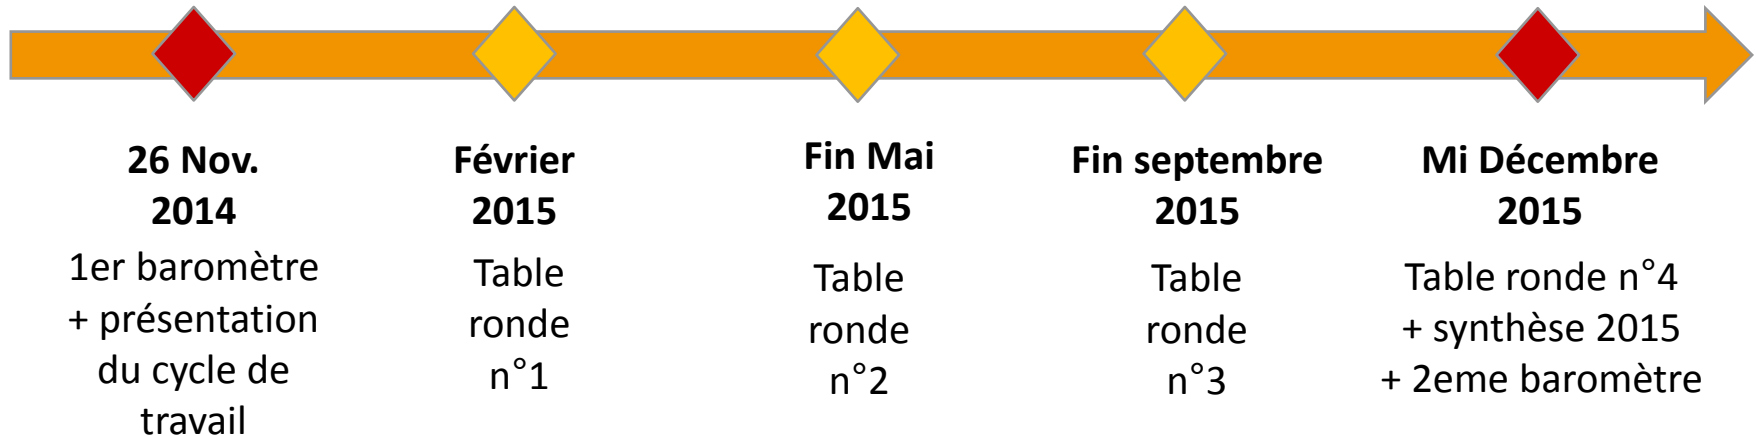 26 Nov.
2014
1er baromètre
+ présentation
du cycle de
travail
Février
2015
Table
ronde
n°1
Fin Mai
2015
Table
ronde
n°2
Fin septembre
2015
Table
ronde
n°3
Mi Décembre
2015
Table ronde n°4
+ synthèse 2015
+ 2eme baromètre